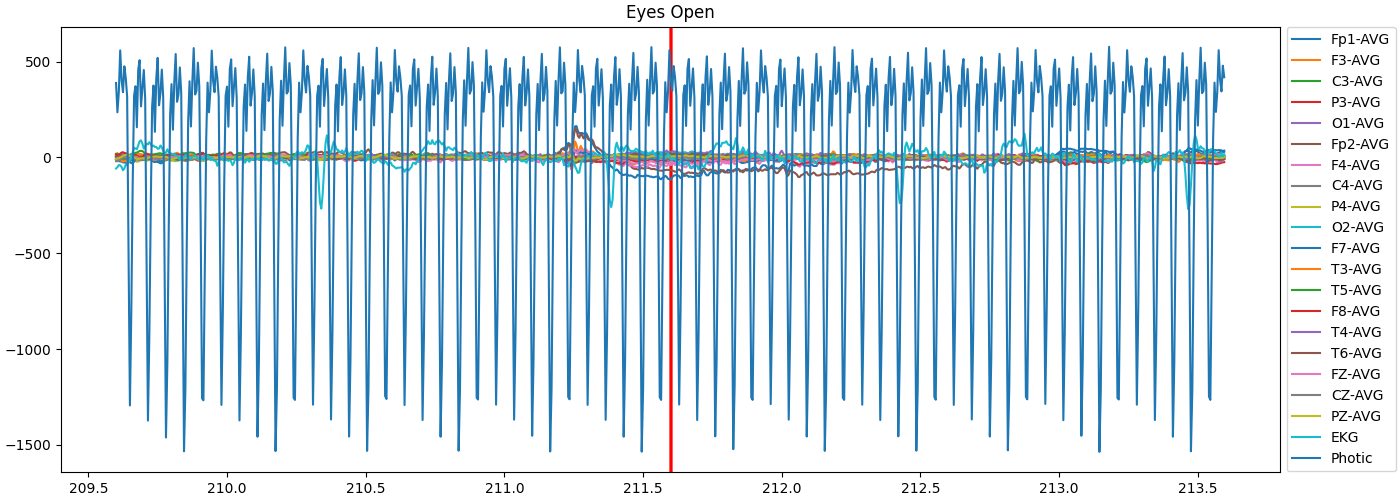 Eyes Open
500
0
−500
−1000
−1500
209.5 210.0 210.5 211.0 211.5 212.0 212.5 213.0 213.5
Fp1-AVG
F3-AVG
C3-AVG
P3-AVG
O1-AVG
Fp2-AVG
F4-AVG
C4-AVG
P4-AVG
O2-AVG
F7-AVG
T3-AVG
T5-AVG
F8-AVG
T4-AVG
T6-AVG
FZ-AVG
CZ-AVG
PZ-AVG
EKG
Photic